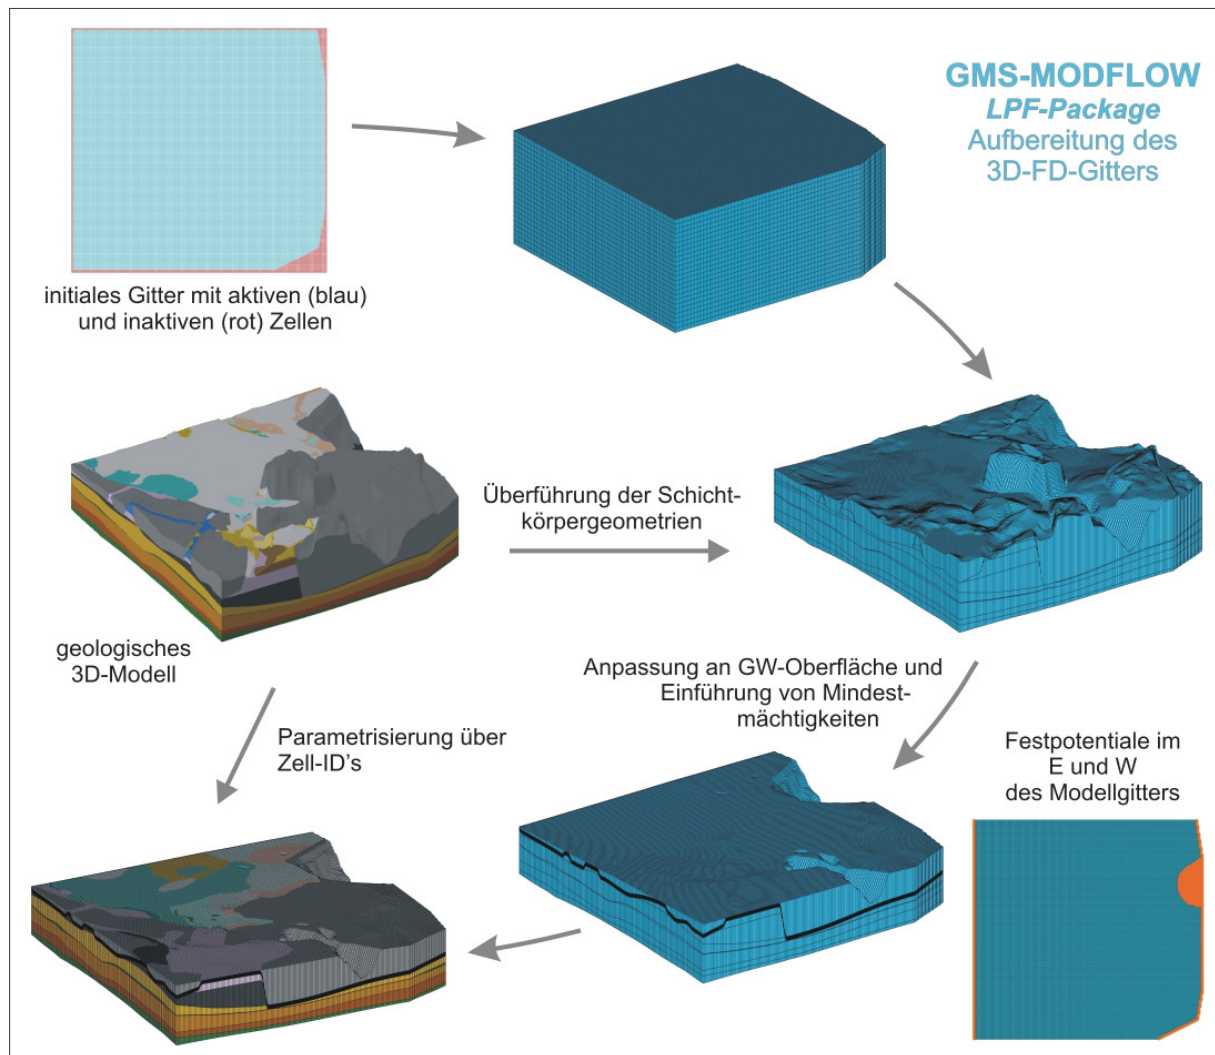 GMS-MODFLOW
LPF-Package
Aufbereitung des
3D-FD-Gitters
initiales Gitter mit aktiven (blau)
und inaktiven (rot) Zellen
Überführung der Schicht-
körpergeometrien
geologisches
3D-Modell
Anpassung an GW-Oberfläche und
Einführung von Mindest-
mächtigkeiten
Parametrisierung über
Zell-ID's
Festpotentiale im
E und W
des Modellgitters